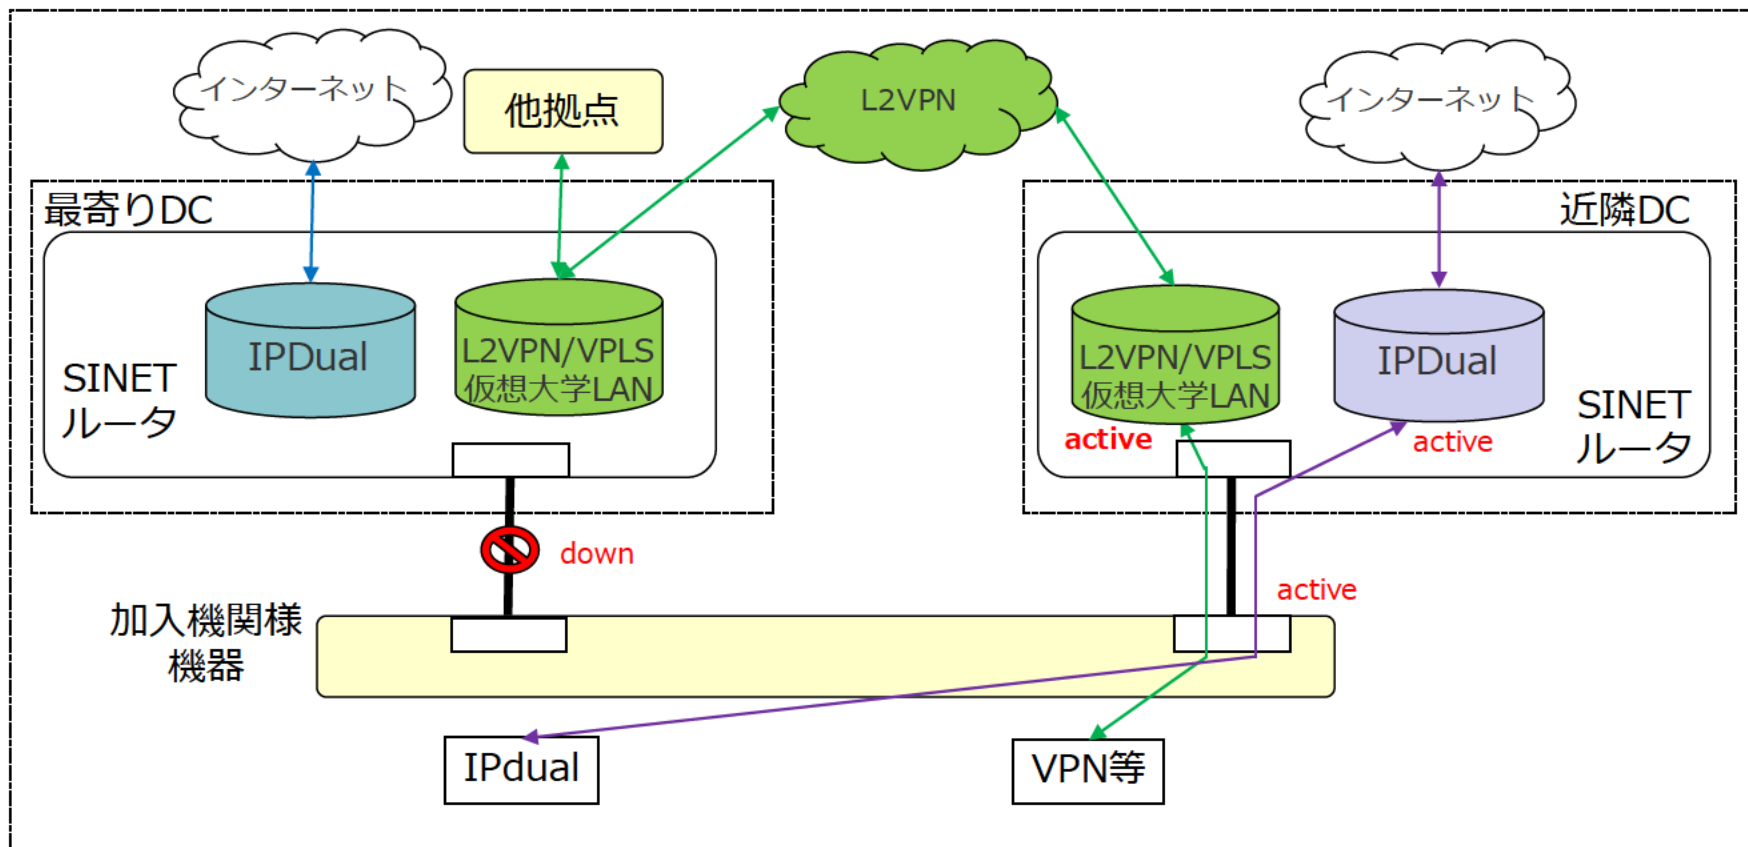 インターネット
他拠点
L2VPN
インターネット
最寄りDC
近隣DC
IPDual
L2VPN/VPLS
仮想大学LAN
SINET
ルータ
L2VPN/VPLS
仮想大学LAN
IPDual
SINET
ルータ
active
active
down
active
加入機関様
機器
IPdual
VPN等